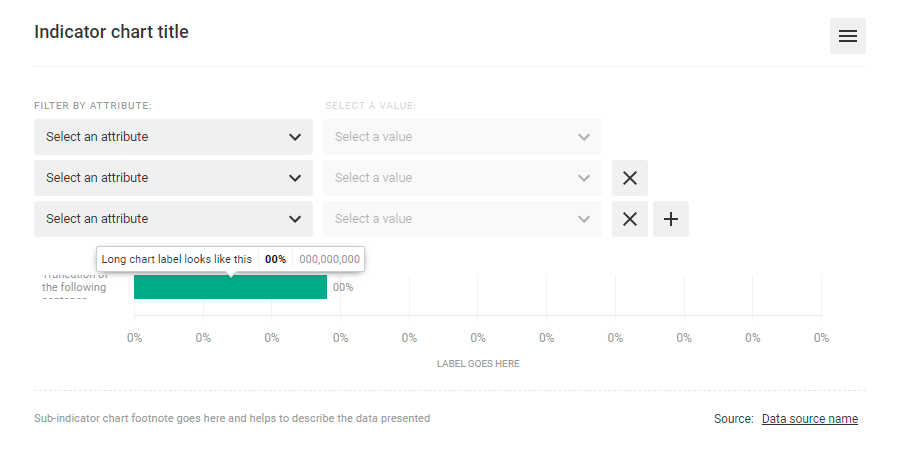 Indicator chart title
FILTER BY ATTRIBUTE: SELECT A VALUE:
Select an attribute Select a value
Select an attribute Select a value
Select an attribute Select a value
Long chart label looks like this 00% 000,000,000
Truncation of
the following
sentence
00%
0% 0% 0% 0% 0% 0% 0% 0% 0% 0% 0%
LABEL GOES HERE
Sub-indicator chart footnote goes here and helps to describe the data presented
Source: Data source name